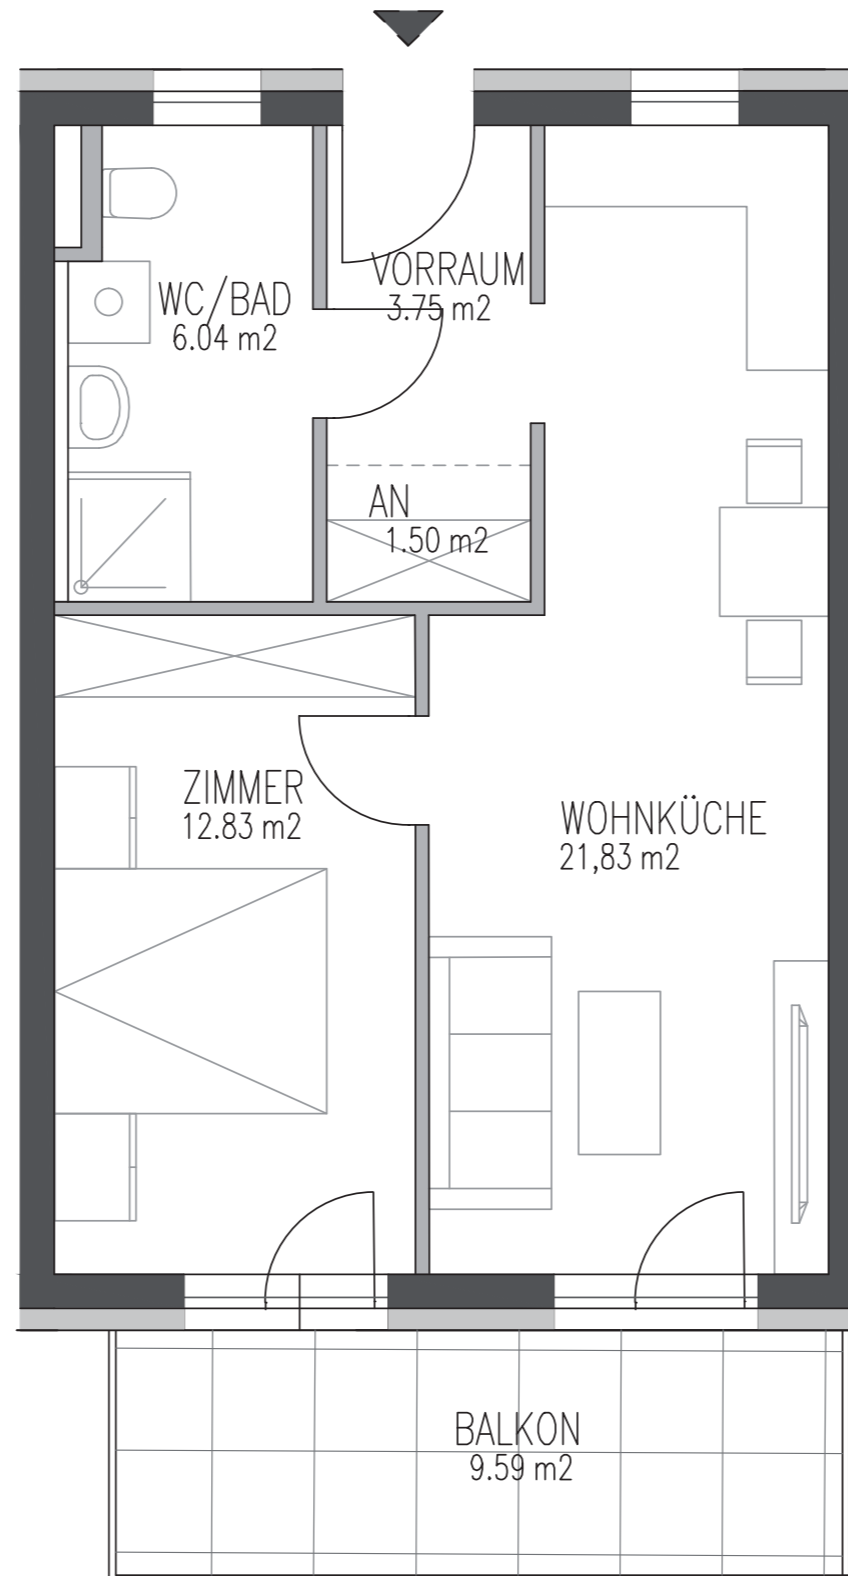 VORRAUM
3.75 m2
WC/BAD
6.04 m2
AN
1.50 m2
ZIMMER
12.83 m2
WOHNKÜCHE
21,83 m2
BALKON
9.59 m2